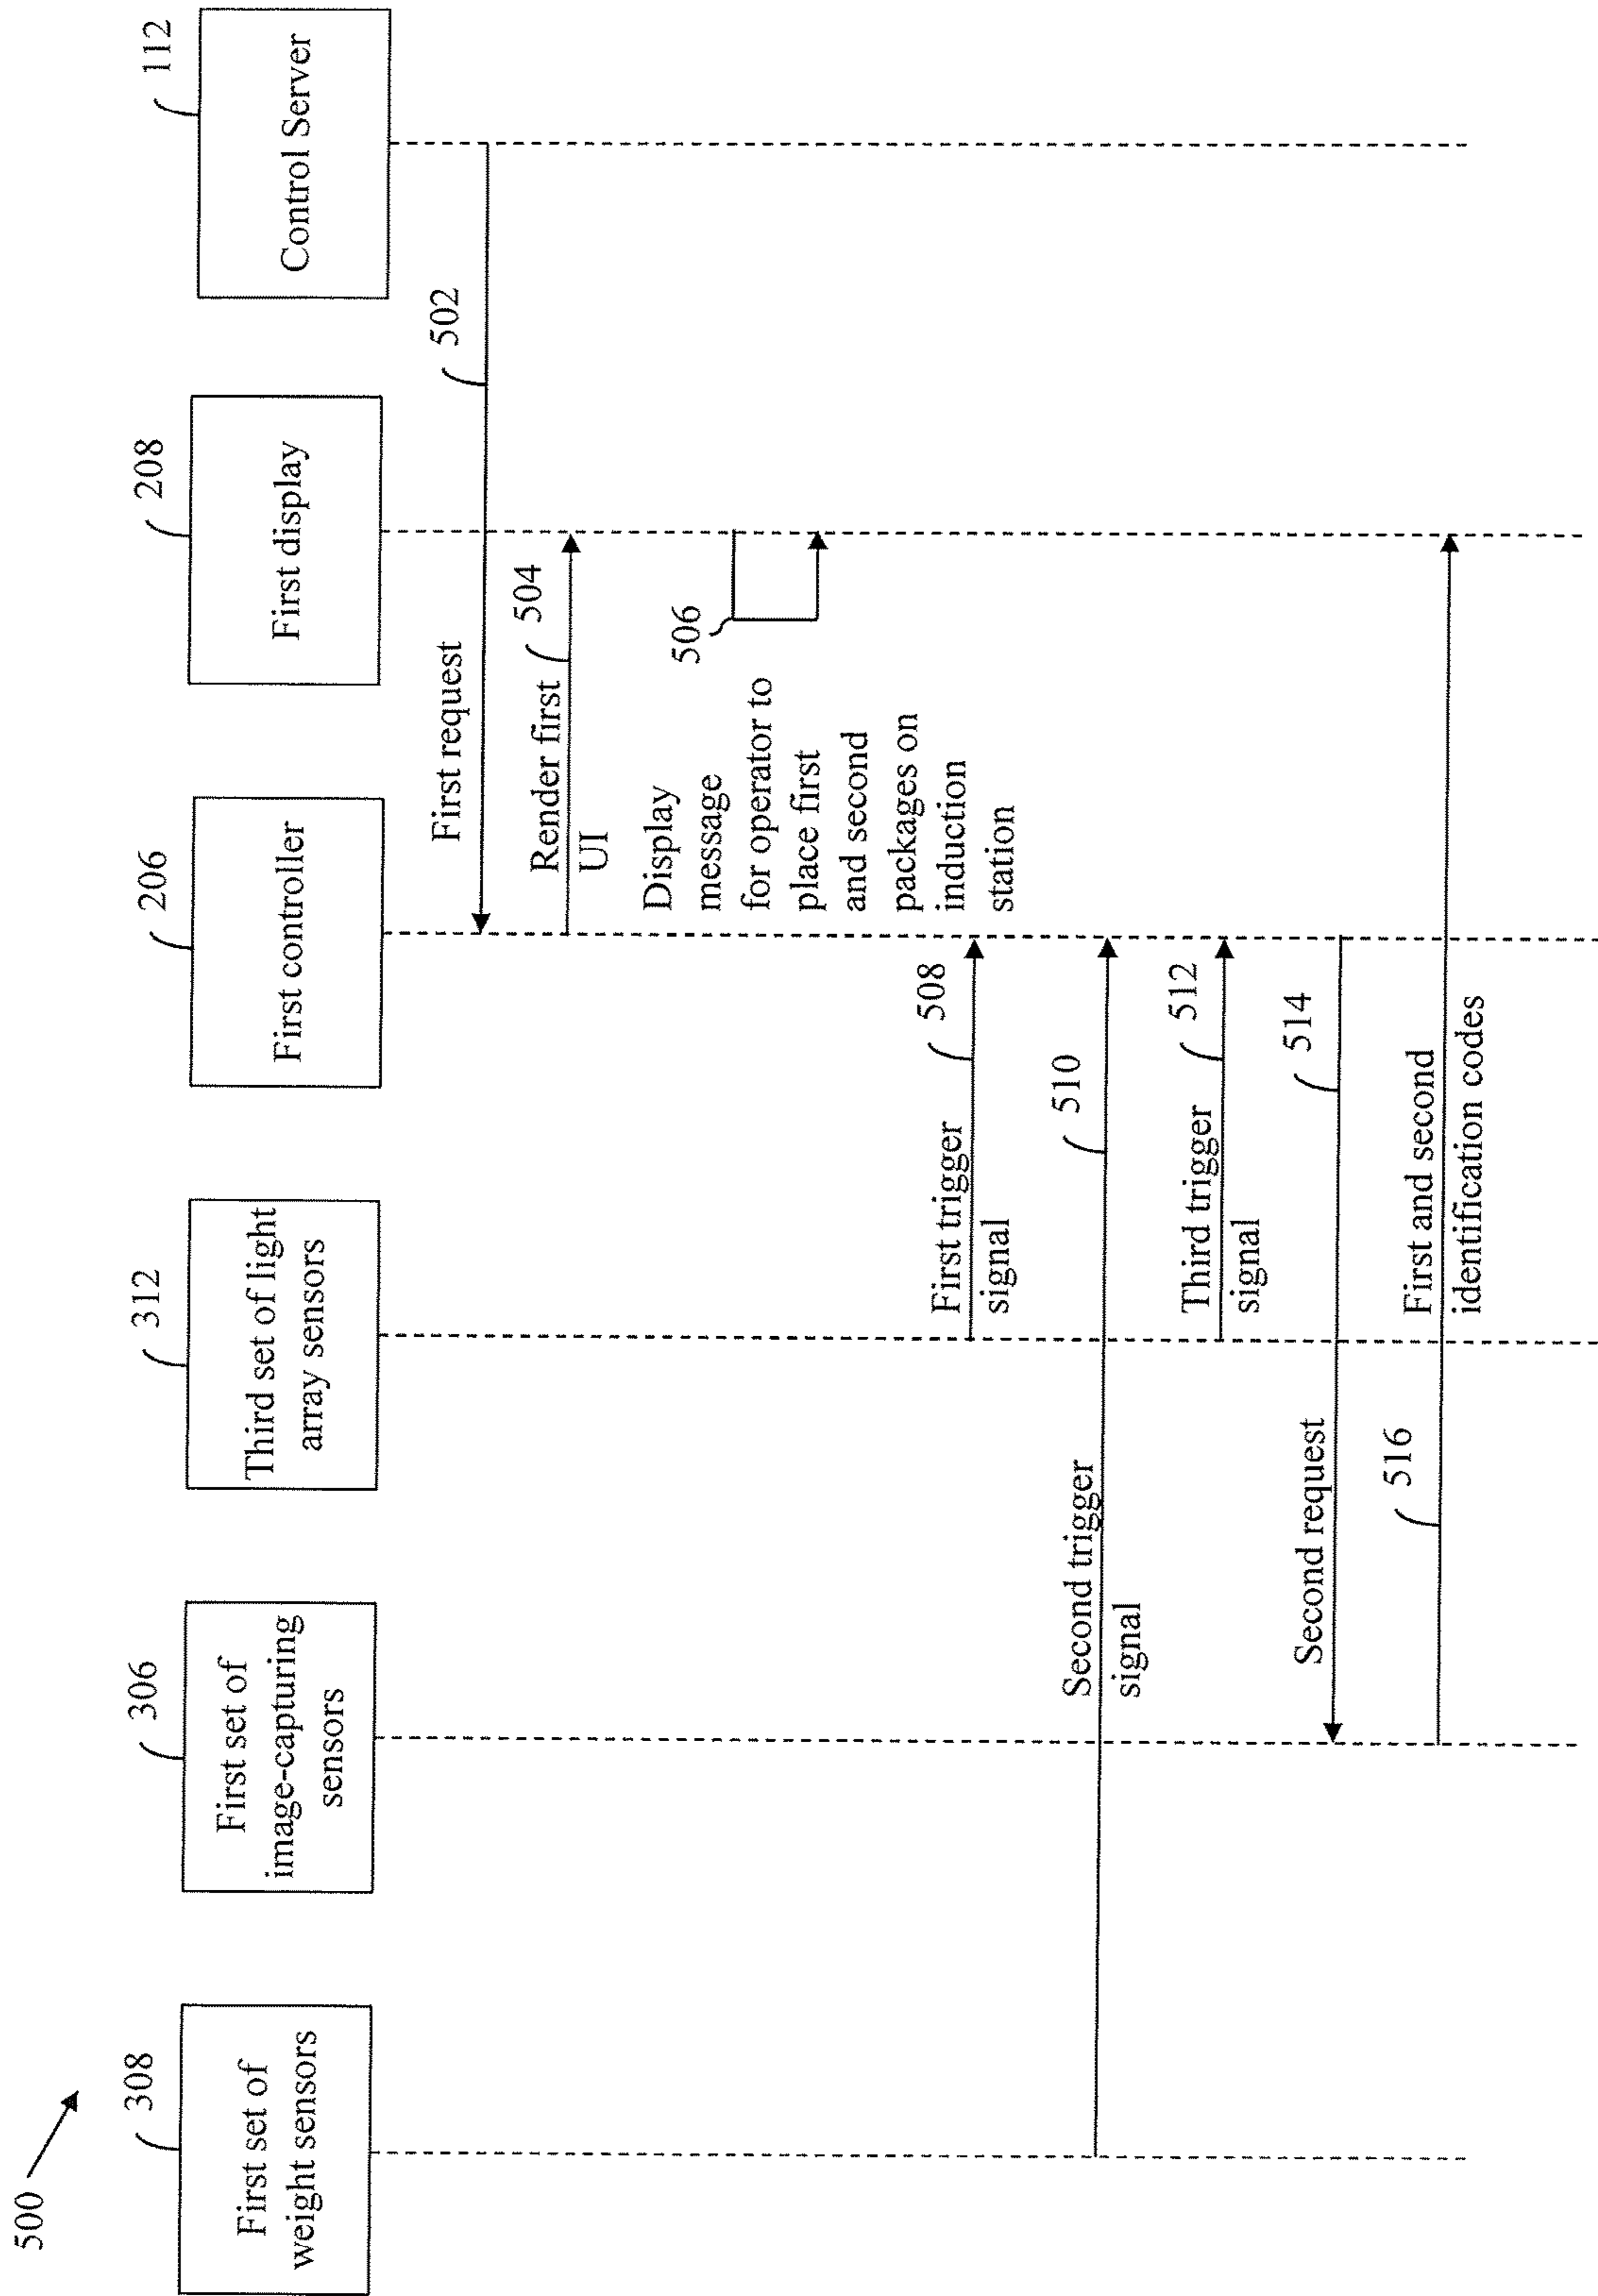 500
308
First set of
weight sensors
306
First set of
image-capturing
sensors
312
Third set of light
array sensors
206
First controller
208
First display
112
Control Server
First request
502
Render first
UI
504
506
Display
message
for operator to
place first
and second
packages on
induction
station
First trigger
signal
508
Second trigger
signal
510
Third trigger
signal
512
Second request
514
516
First and second
identification codes